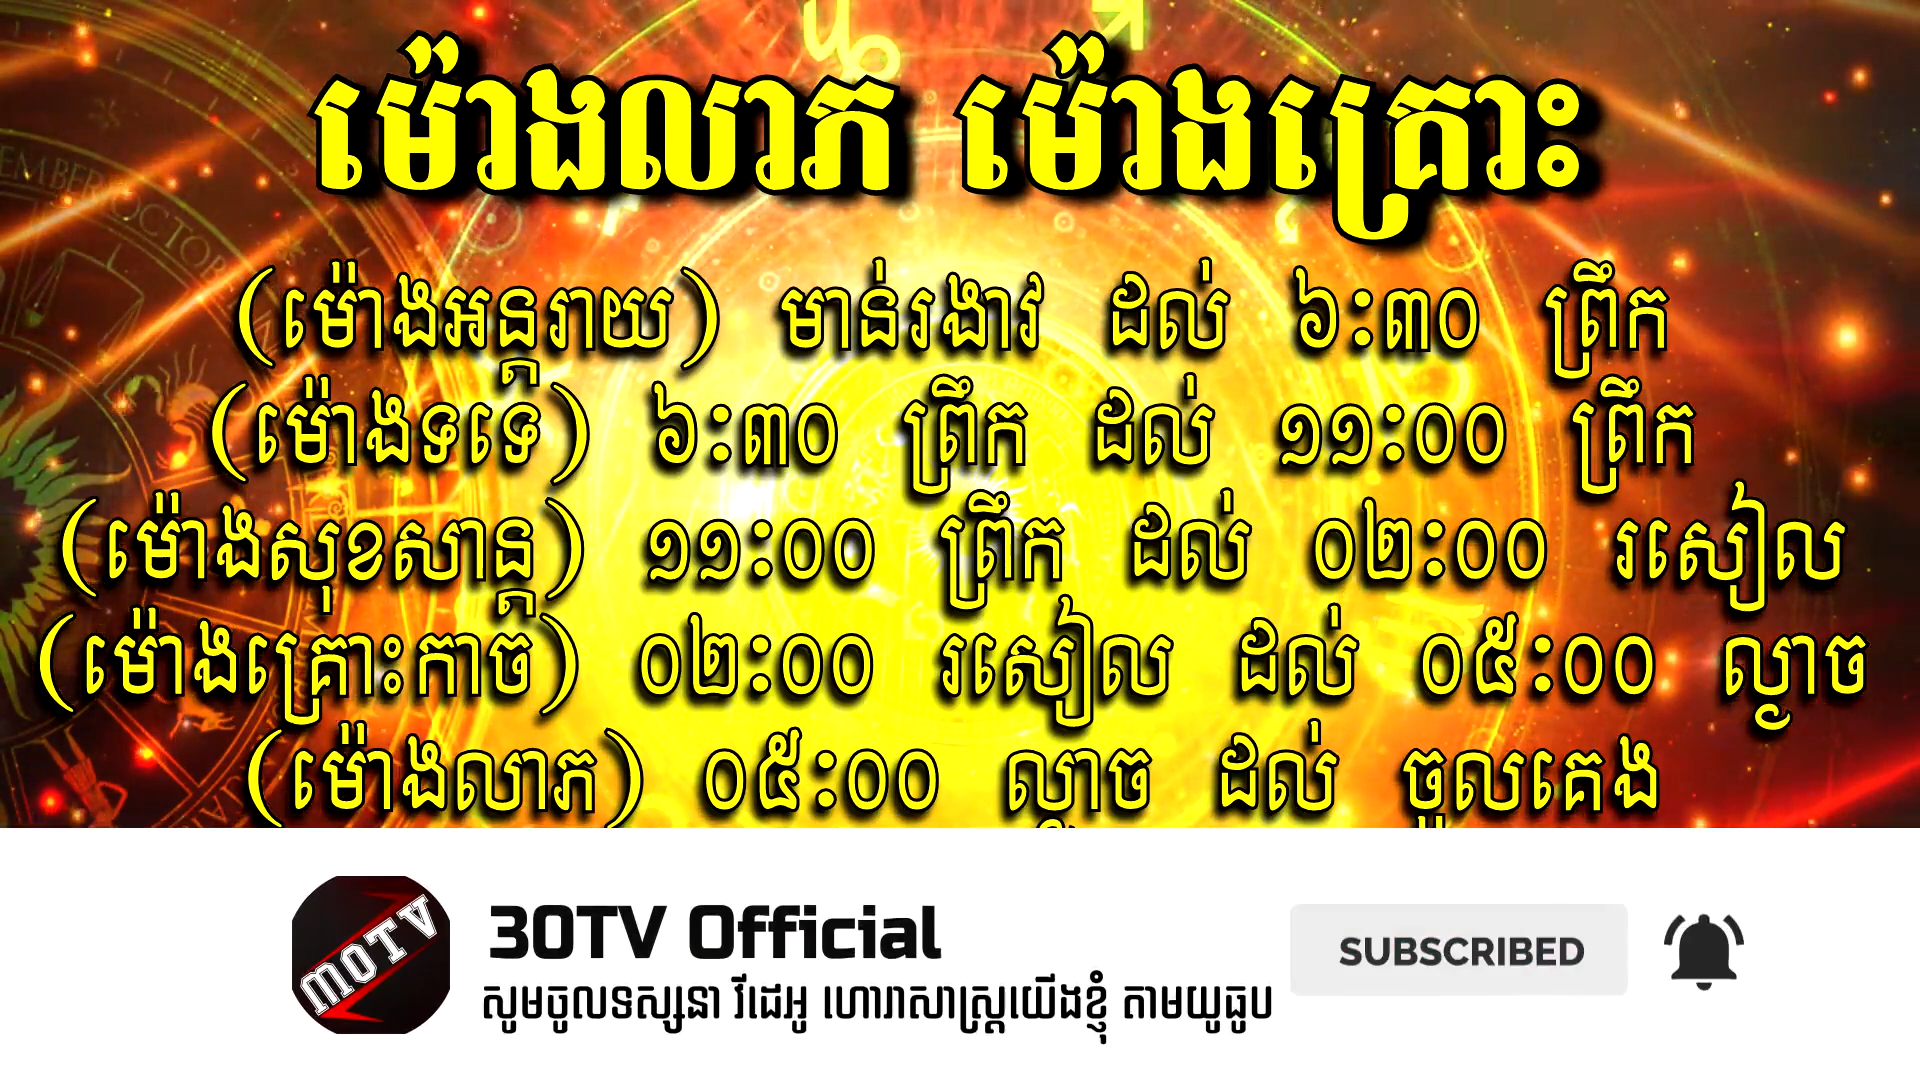 ម៉ោងលាភ ម៉ោងគ្រោះ
(ម៉ោងអន្តរាយ) មាន់រងាវ ដល់ ៦:៣០ ព្រឹក
(ម៉ោងទទេ) ៦:៣០ ព្រឹក ដល់ ១១:០០ ព្រឹក
(ម៉ោងសុខសាន្ត) ១១:០០ ព្រឹក ដល់ ០២:០០ រសៀល
(ម៉ោងគ្រោះកាច) ០២:០០ រសៀល ដល់ ០៥:០០ ល្ងាច
(ម៉ោងលាភ) ០៥:០០ ល្ងាច ដល់ ចូលគេង
MOTV
30TV Official
SUBSCRIBED
សូមចូលទស្សនា វីដេអូ ហោរាសាស្ត្រយើងខ្ញុំ តាមយូធូប